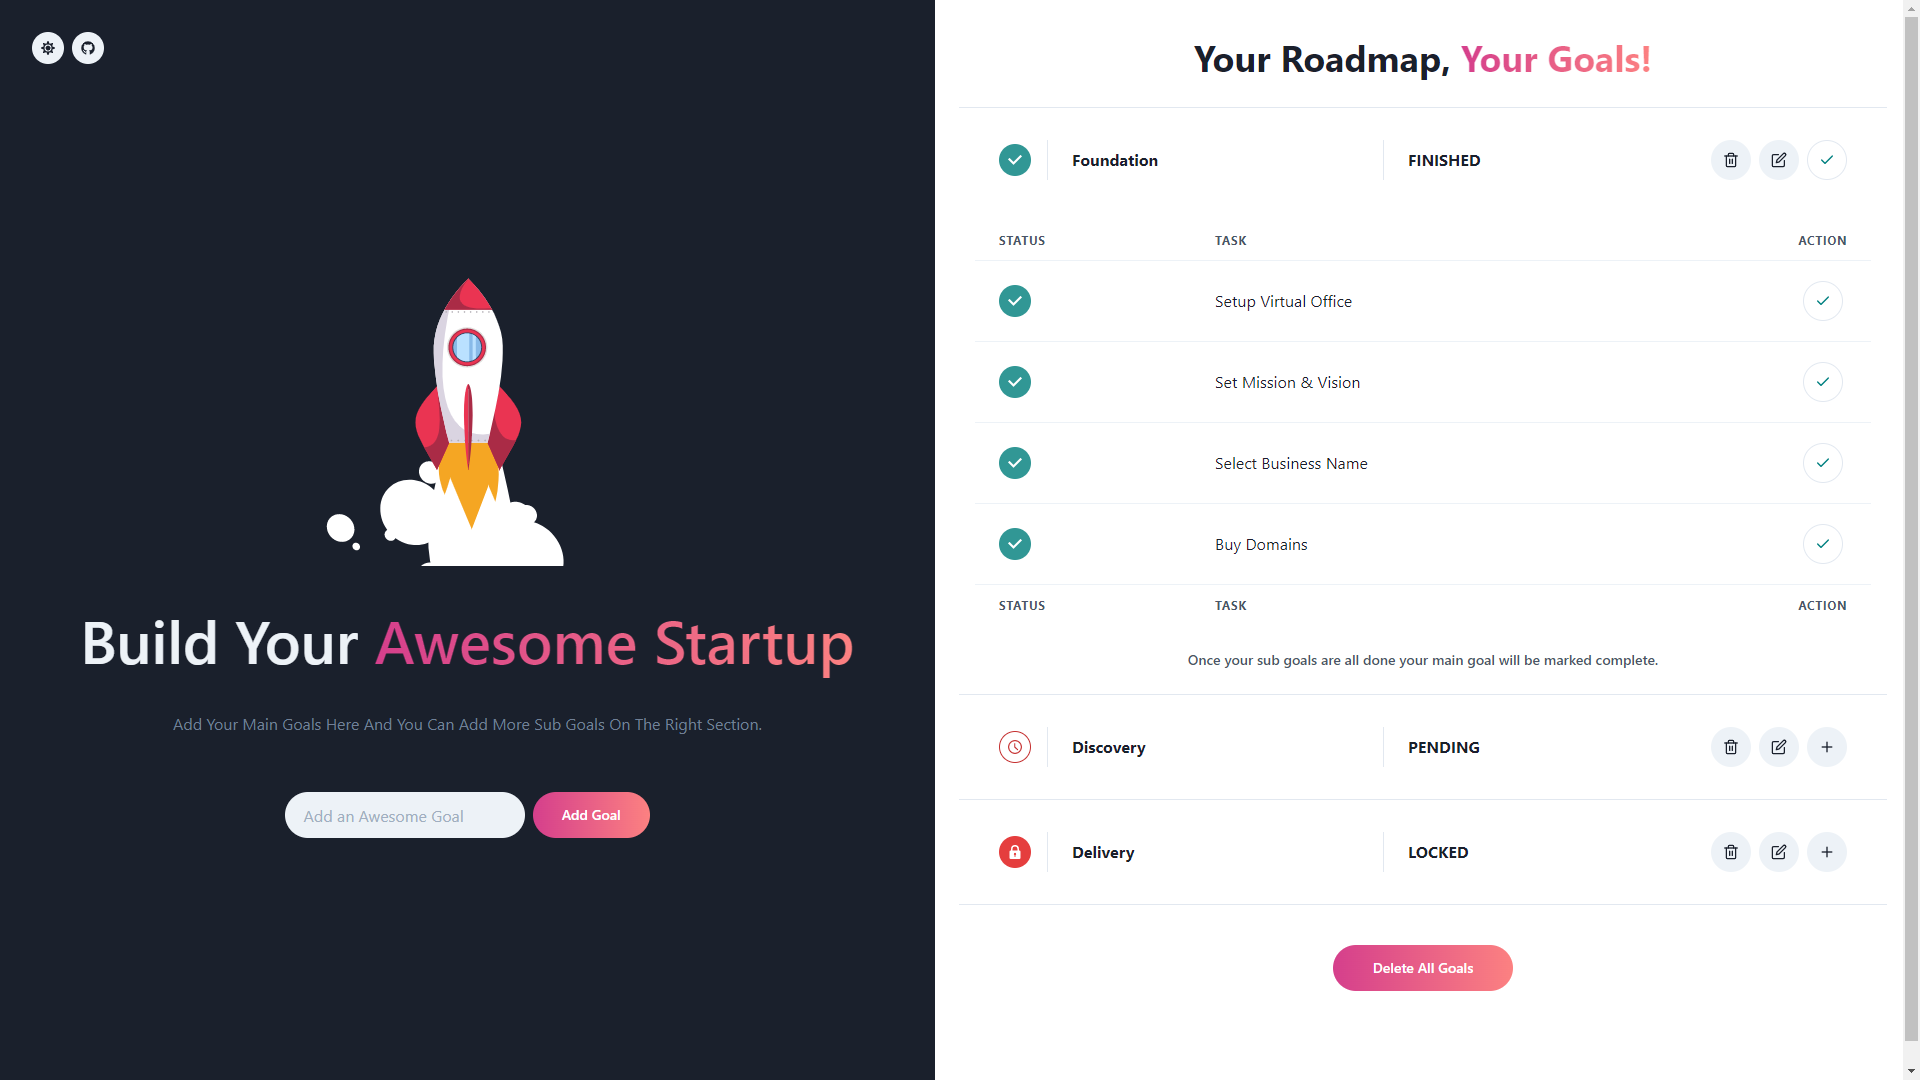 Build Your Awesome Startup
Add Your Main Goals Here And You Can Add More Sub Goals On The Right Section.
Add an Awesome Goal
Add Goal
Your Roadmap, Your Goals!
Foundation FINISHED
STATUS TASK ACTION
Setup Virtual Office
Set Mission & Vision
Select Business Name
Buy Domains
STATUS TASK ACTION
Once your sub goals are all done your main goal will be marked complete.
Discovery PENDING
Delivery LOCKED
Delete All Goals